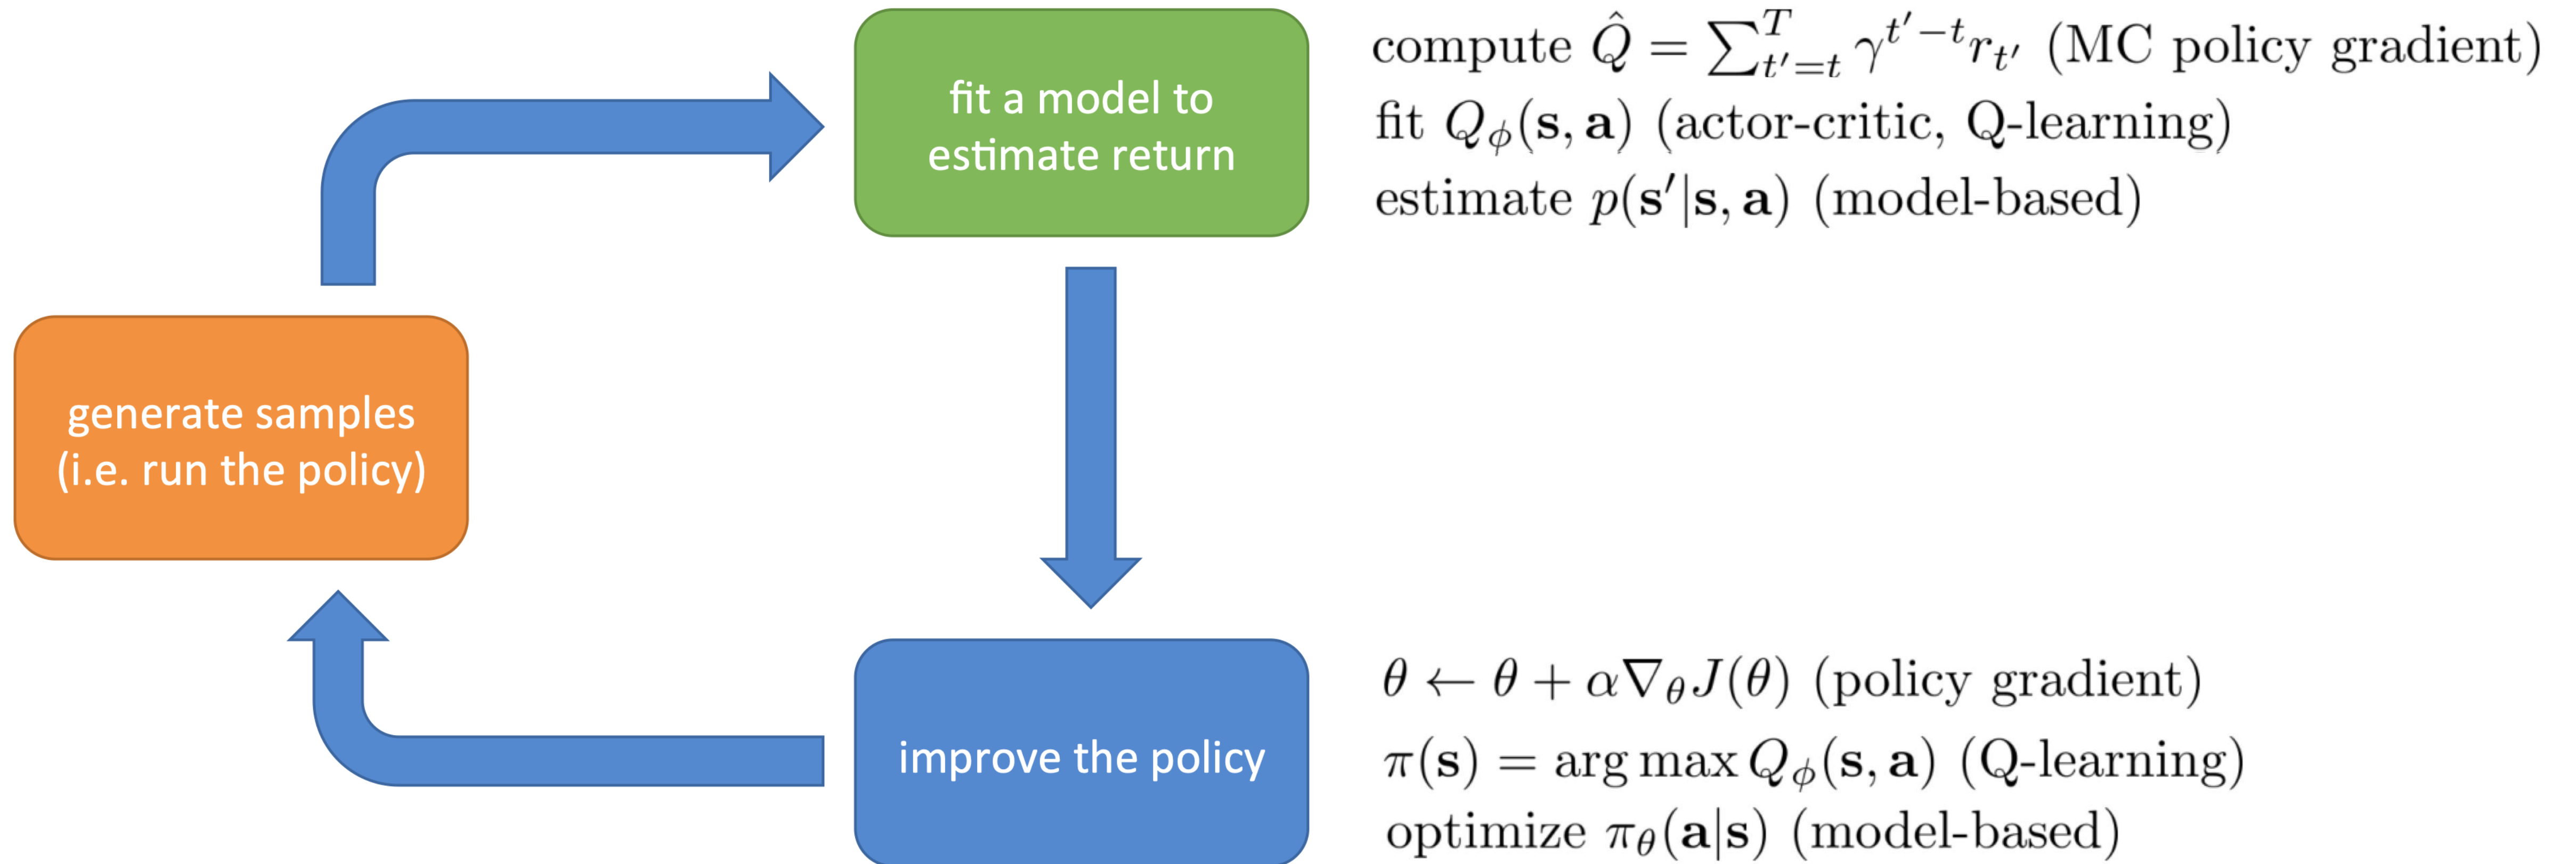 fit a model to
estimate return
compute Q̂ = ∑_{t'=t}^{T} γ^{t'-t} r_{t'} (MC policy gradient)
fit Q_ϕ(s, a) (actor-critic, Q-learning)
estimate p(s'|s, a) (model-based)
generate samples
(i.e. run the policy)
improve the policy
θ ← θ + α∇_θ J(θ) (policy gradient)
π(s) = arg max Q_ϕ(s, a) (Q-learning)
optimize π_θ(a|s) (model-based)